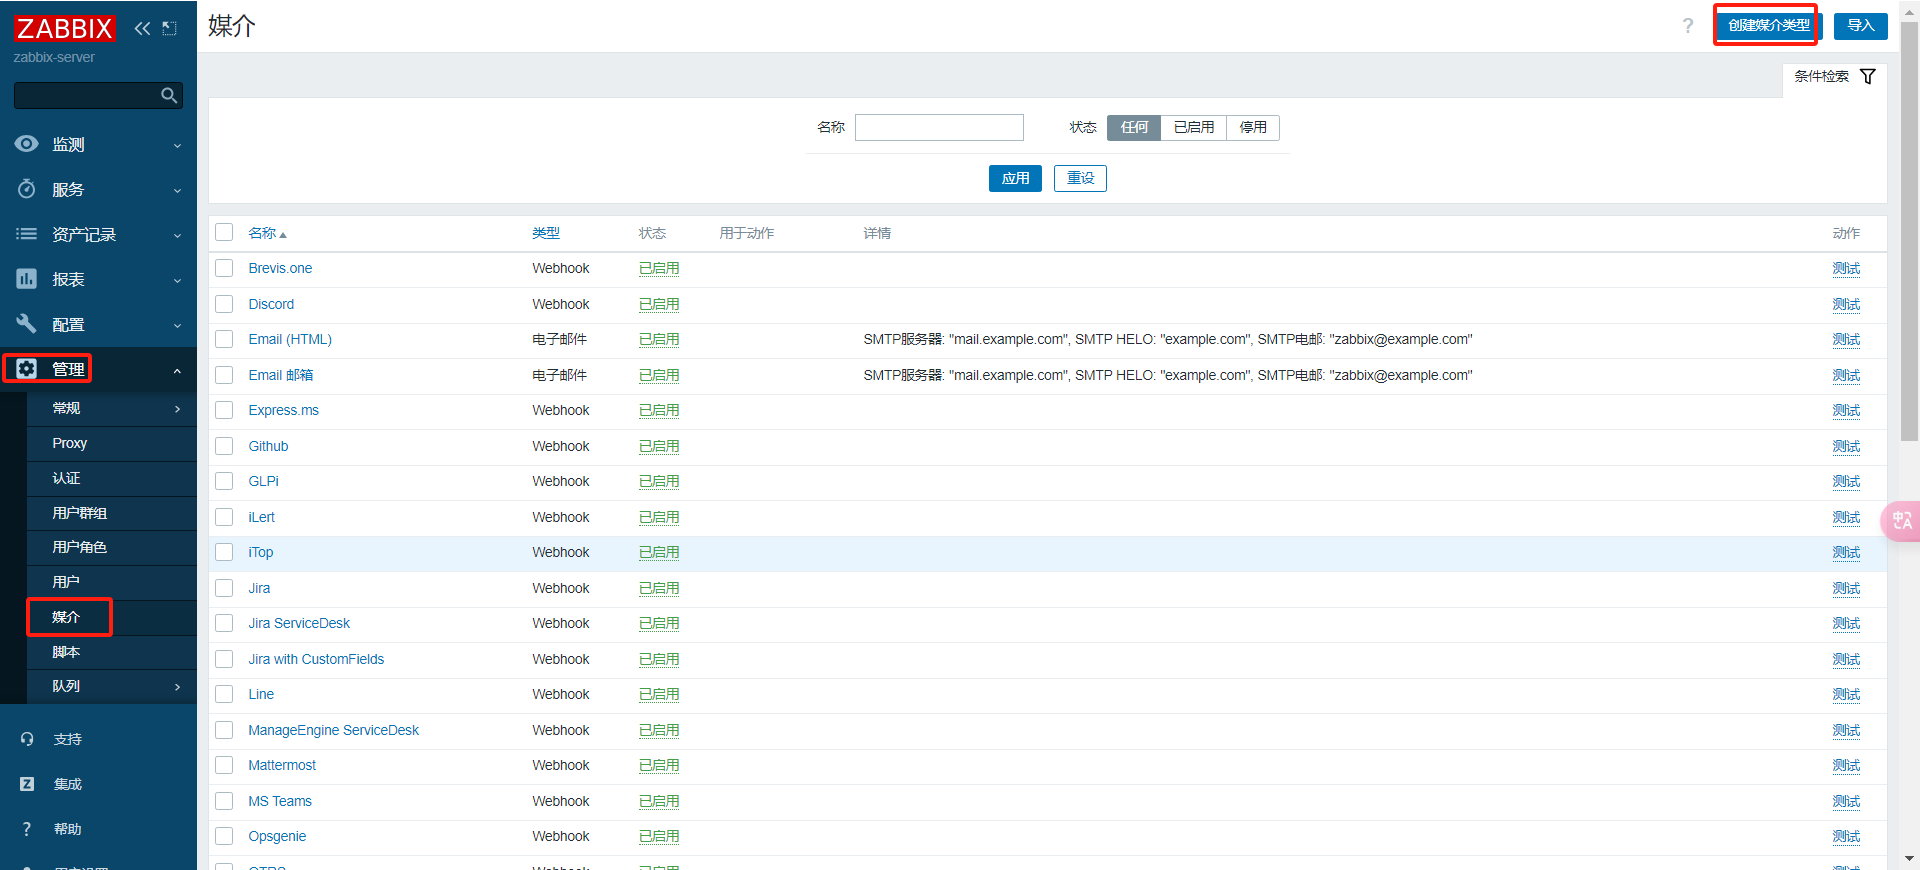 ZABBIX
zabbix-server
监测
服务
资产记录
报表
配置
管理
常规
Proxy
认证
用户群组
用户角色
用户
媒介
脚本
队列
支持
集成
? 帮助
媒介
? 创建媒介类型 导入
条件检索
名称 状态 任何 已启用 停用
应用 重设
名称 类型 状态 用于动作 详情 动作
Brevis.one Webhook 已启用 测试
Discord Webhook 已启用 测试
Email (HTML) 电子邮件 已启用 SMTP服务器: "mail.example.com", SMTP HELO: "example.com", SMTP电邮: "zabbix@example.com" 测试
Email 邮箱 电子邮件 已启用 SMTP服务器: "mail.example.com", SMTP HELO: "example.com", SMTP电邮: "zabbix@example.com" 测试
Express.ms Webhook 已启用 测试
Github Webhook 已启用 测试
GLPi Webhook 已启用 测试
iLert Webhook 已启用 测试
iTop Webhook 已启用 测试
Jira Webhook 已启用 测试
Jira ServiceDesk Webhook 已启用 测试
Jira with CustomFields Webhook 已启用 测试
Line Webhook 已启用 测试
ManageEngine ServiceDesk Webhook 已启用 测试
Mattermost Webhook 已启用 测试
MS Teams Webhook 已启用 测试
Opsgenie Webhook 已启用 测试